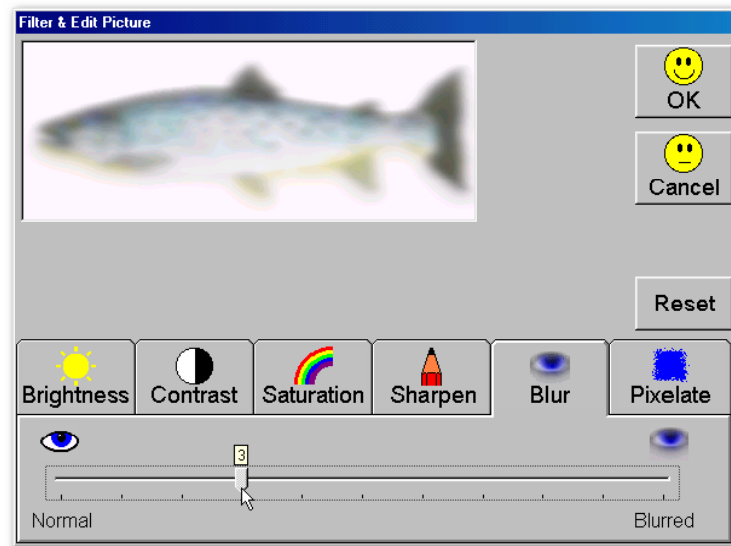 Filter & Edit Picture
OK
Cancel
Reset
Brightness Contrast Saturation Sharpen Blur Pixelate
3
Normal Blurred